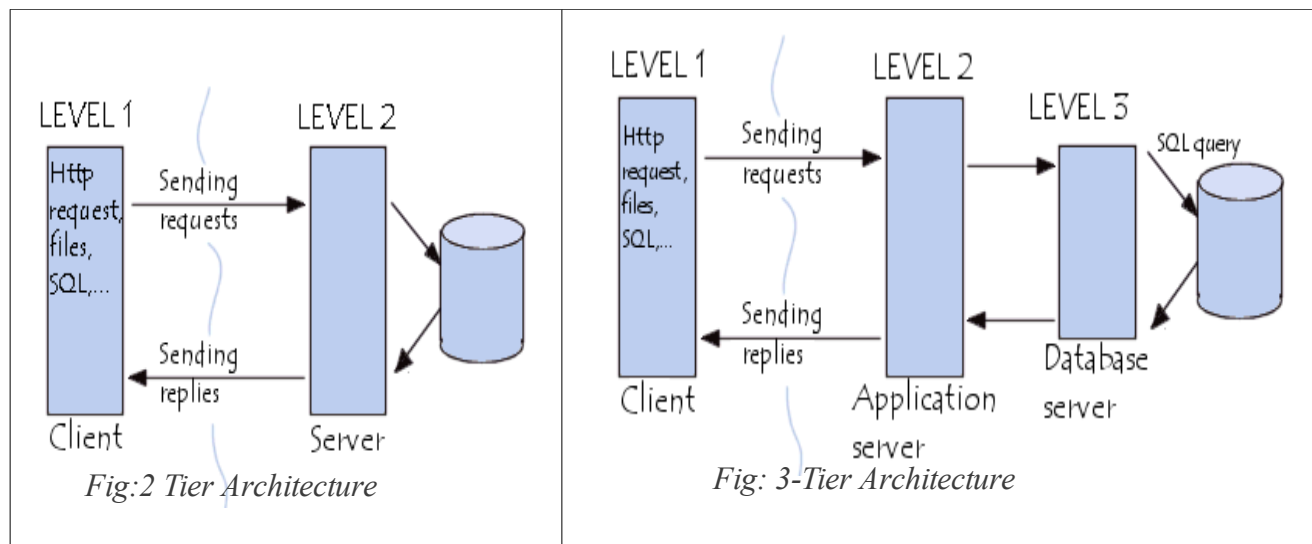 LEVEL 1
LEVEL 2
Http
request,
files,
SQL,...
Sending
requests
Sending
replies
Client
Server
Fig:2 Tier Architecture
LEVEL 1
LEVEL 2
LEVEL 3
Http
request,
files,
SQL,...
Sending
requests
SQL query
Sending
replies
Client
Application
server
Database
server
Fig: 3-Tier Architecture